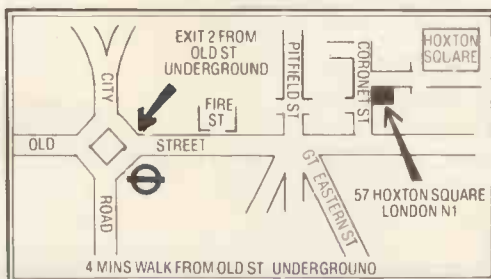 EXIT 2 FROM
OLD ST
UNDERGROUND
CITY
FIRE
ST
PITFIELD ST
CORONET ST
HOXTON
SQUARE
OLD
STREET
ROAD
GT EASTERN ST
57 HOXTON SQUARE
LONDON N1
4 MINS WALK FROM OLD ST UNDERGROUND